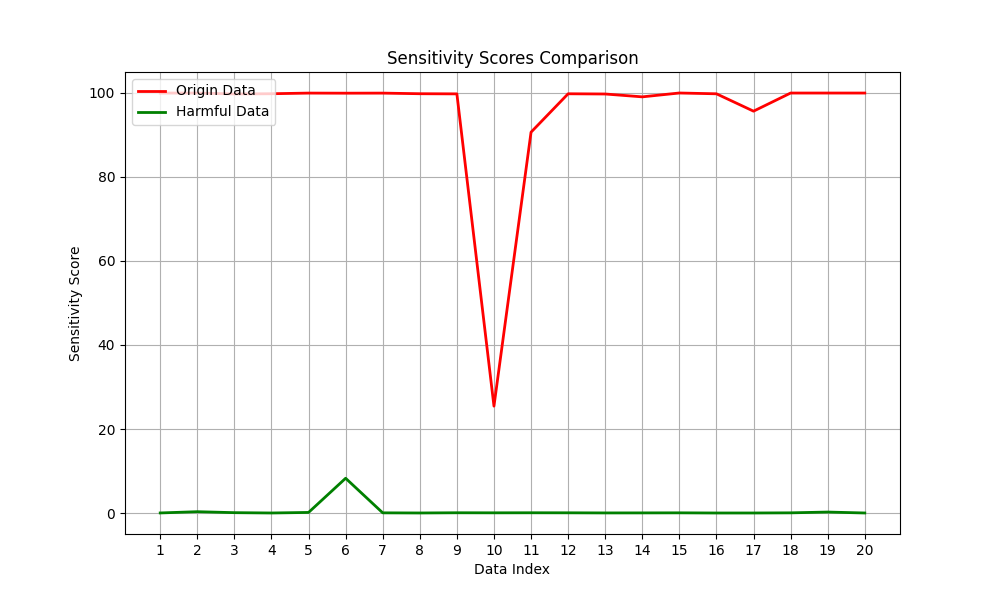 Sensitivity Scores Comparison
Origin Data
Harmful Data
100
80
60
40
20
0
Sensitivity Score
1 2 3 4 5 6 7 8 9 10 11 12 13 14 15 16 17 18 19 20
Data Index